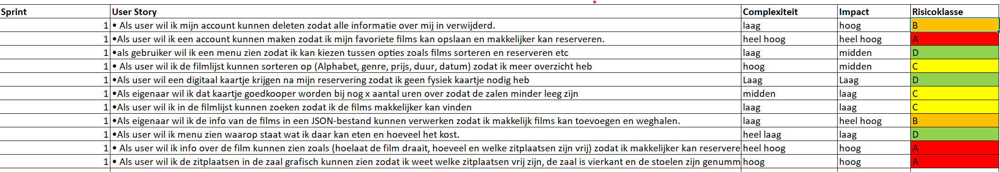 Sprint User Story Complexiteit Impact Risicoklasse
1 • Als user wil ik mijn account kunnen deleten zodat alle informatie over mij in verwijderd. laag hoog B
1 •Als user wil ik een account kunnen maken zodat ik mijn favoriete films kan opslaan en makkelijker kan reserveren. heel hoog heel hoog A
1 •als gebruiker wil ik een menu zien zodat ik kan kiezen tussen opties zoals films sorteren en reserveren etc laag midden D
1 • Als user wil ik de filmlijst kunnen sorteren op (Alphabet, genre, prijs, duur, datum) zodat ik meer overzicht heb hoog midden C
1 •Als user wil een digitaal kaartje krijgen na mijn reservering zodat ik geen fysiek kaartje nodig heb Laag Laag D
1 •Als eigenaar wil ik dat kaartje goedkooper worden bij nog x aantal uren over zodat de zalen minder leeg zijn midden laag C
1 •Als user wil ik in de filmlijst kunnen zoeken zodat ik de films makkelijker kan vinden laag laag C
1 •Als eigenaar wil ik de info van de films in een JSON-bestand kunnen verwerken zodat ik makkelijk films kan toevoegen en weghalen. laag heel hoog B
1 •Als user wil ik menu zien waarop staat wat ik daar kan eten en hoeveel het kost. heel laag laag D
1 • Als user wil ik info over de film kunnen zien zoals (hoelaat de film draait, hoeveel en welke zitplaatsen zijn vrij) zodat ik makkelijker kan reservere heel hoog hoog A
1 • Als user wil ik de zitplaatsen in de zaal grafisch kunnen zien zodat ik weet welke zitplaatsen vrij zijn, de zaal is vierkant en de stoelen zijn genumm hoog hoog A